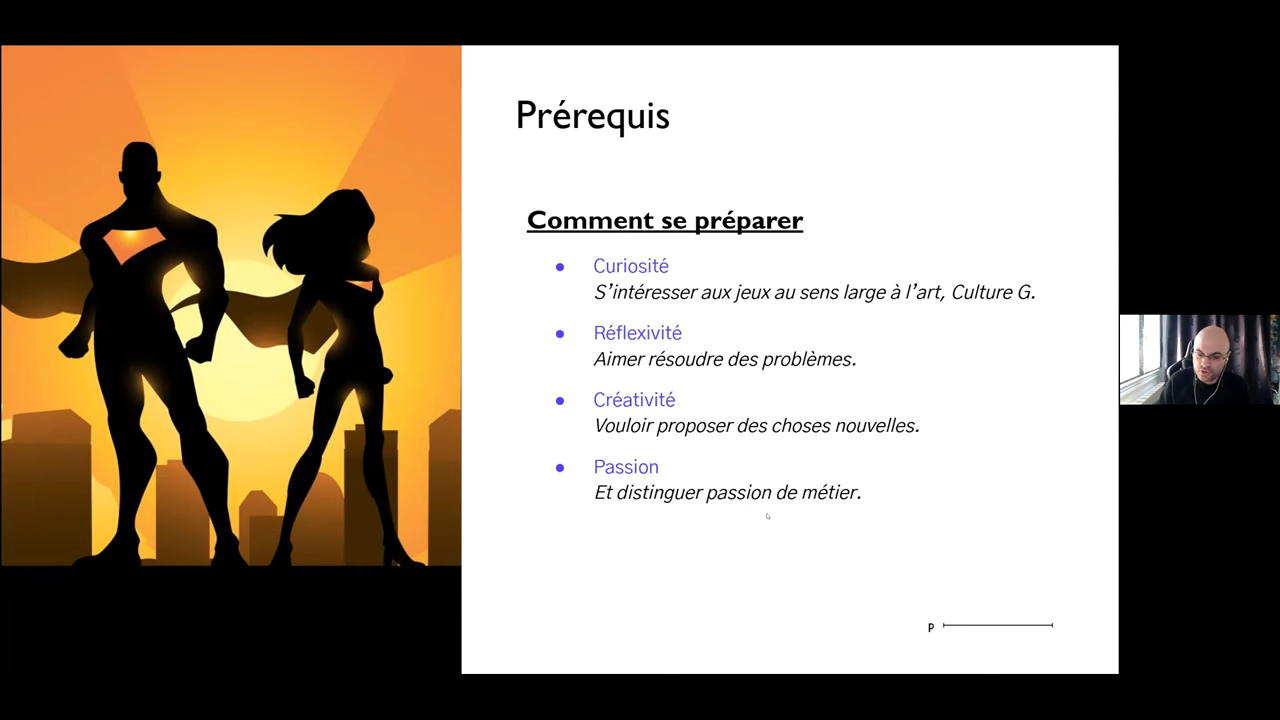 Prérequis
Comment se préparer
● Curiosité
S’intéresser aux jeux au sens large à l’art, Culture G.
● Réflexivité
Aimer résoudre des problèmes.
● Créativité
Vouloir proposer des choses nouvelles.
● Passion
Et distinguer passion de métier.
P